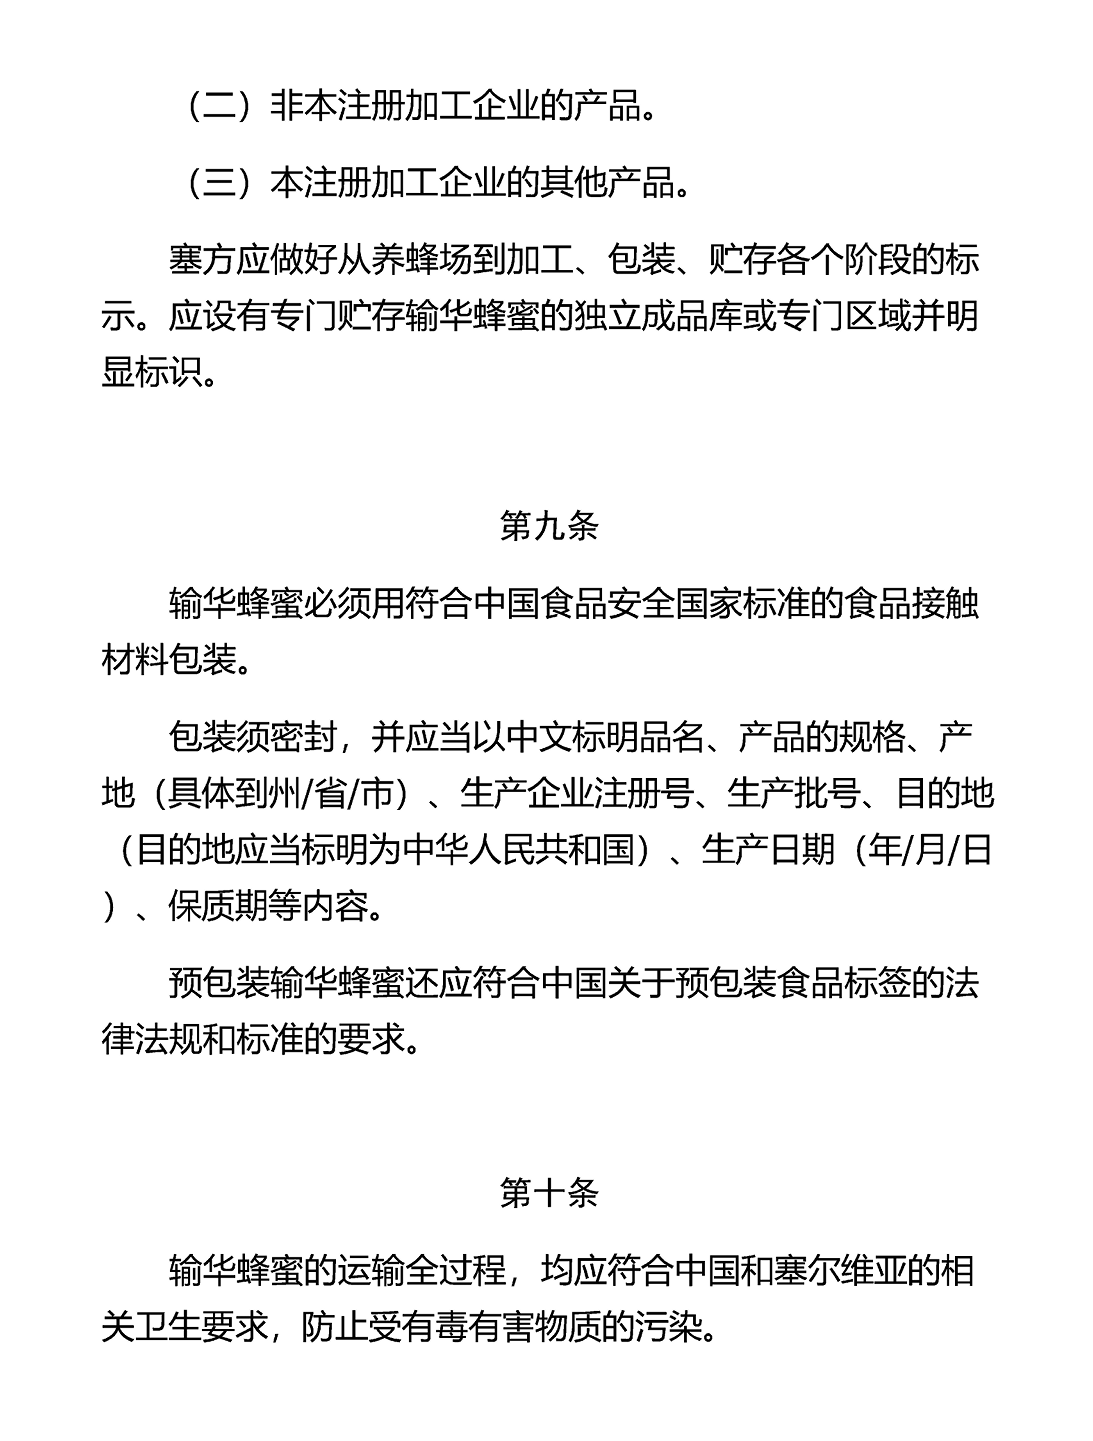 （二）非本注册加工企业的产品。
（三）本注册加工企业的其他产品。
塞方应做好从养蜂场到加工、包装、贮存各个阶段的标
示。应设有专门贮存输华蜂蜜的独立成品库或专门区域并明
显标识。
第九条
输华蜂蜜必须用符合中国食品安全国家标准的食品接触
材料包装。
包装须密封，并应当以中文标明品名、产品的规格、产
地（具体到州/省/市）、生产企业注册号、生产批号、目的地
（目的地应当标明为中华人民共和国）、生产日期（年/月/日
）、保质期等内容。
预包装输华蜂蜜还应符合中国关于预包装食品标签的法
律法规和标准的要求。
第十条
输华蜂蜜的运输全过程，均应符合中国和塞尔维亚的相
关卫生要求，防止受有毒有害物质的污染。